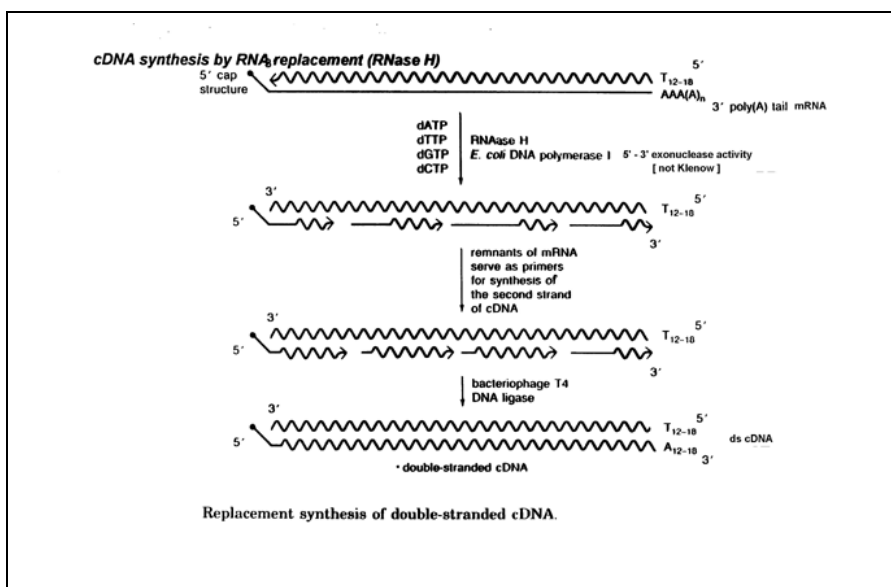 cDNA synthesis by RNA replacement (RNase H)
5′
5′ cap
structure
T12-18
AAA(A)n
3′ poly(A) tail mRNA
dATP
dTTP
dGTP
dCTP
RNAase H
E. coli DNA polymerase I 5' - 3' exonuclease activity
[ not Klenow ]
3′
5′
T12-18
5′
3′
remnants of mRNA
serve as primers
for synthesis of
the second strand
of cDNA
3′
5′
T12-18
5′
3′
bacteriophage T4
DNA ligase
3′
5′
T12-18
5′
A12-18
3′
ds cDNA
• double-stranded cDNA
Replacement synthesis of double-stranded cDNA.